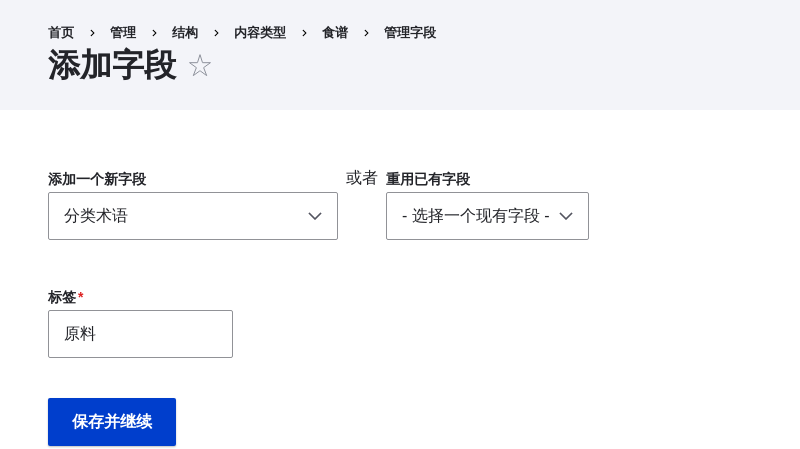 首页 › 管理 › 结构 › 内容类型 › 食谱 › 管理字段
添加字段
添加一个新字段 或者 重用已有字段
分类术语 - 选择一个现有字段 -
标签*
原料
保存并继续